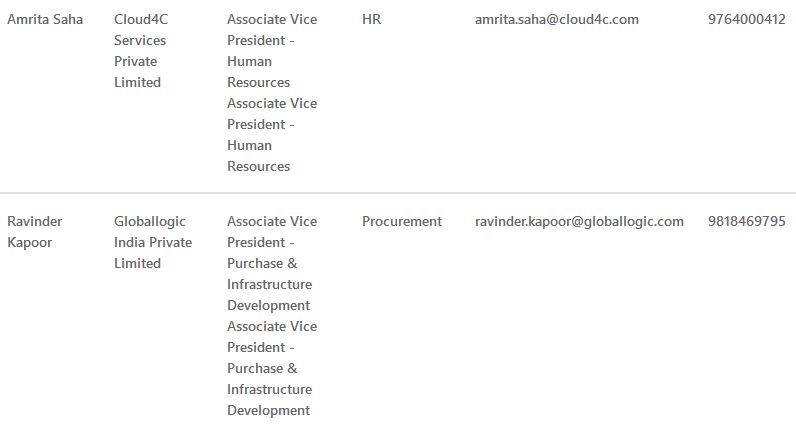 Amrita Saha Cloud4C Associate Vice HR amrita.saha@cloud4c.com 9764000412
Services President -
Private Human
Limited Resources
Associate Vice
President -
Human
Resources
Ravinder Globallogic Associate Vice Procurement ravinder.kapoor@globallogic.com 9818469795
Kapoor India Private President -
Limited Purchase &
Infrastructure
Development
Associate Vice
President -
Purchase &
Infrastructure
Development